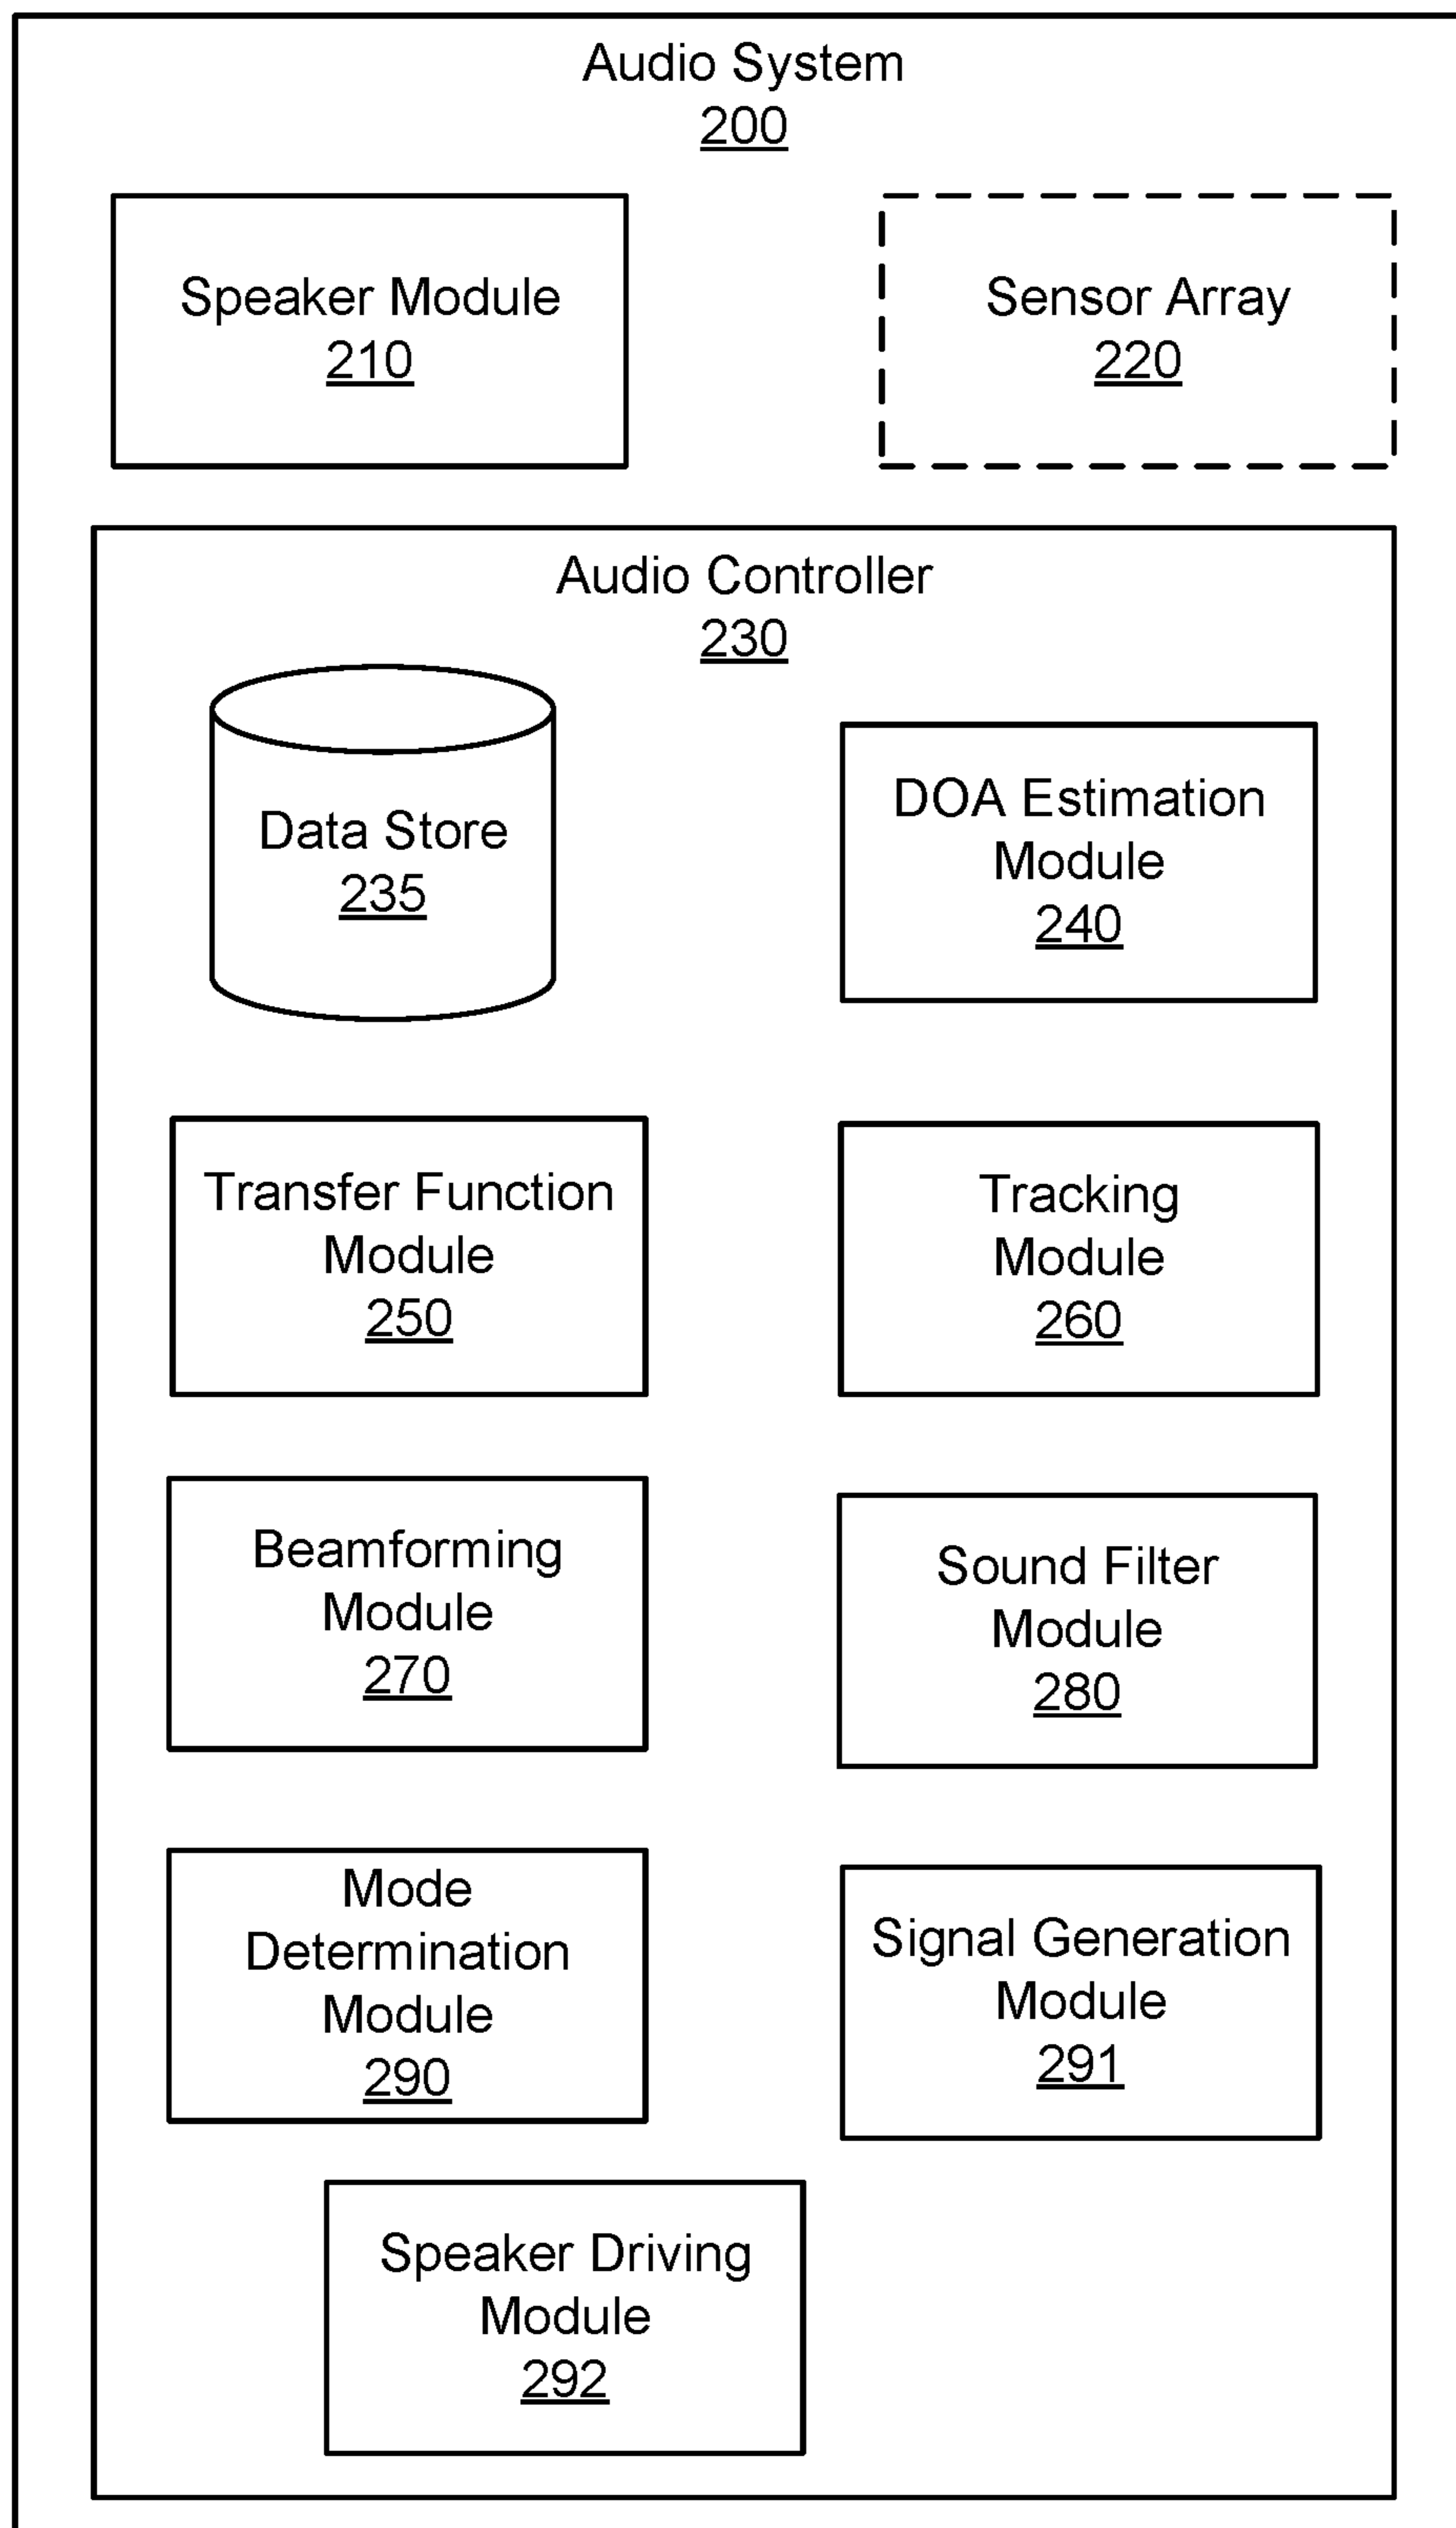 Audio System
200
Speaker Module
210
Sensor Array
220
Audio Controller
230
Data Store
235
DOA Estimation
Module
240
Transfer Function
Module
250
Tracking
Module
260
Beamforming
Module
270
Sound Filter
Module
280
Mode
Determination
Module
290
Signal Generation
Module
291
Speaker Driving
Module
292